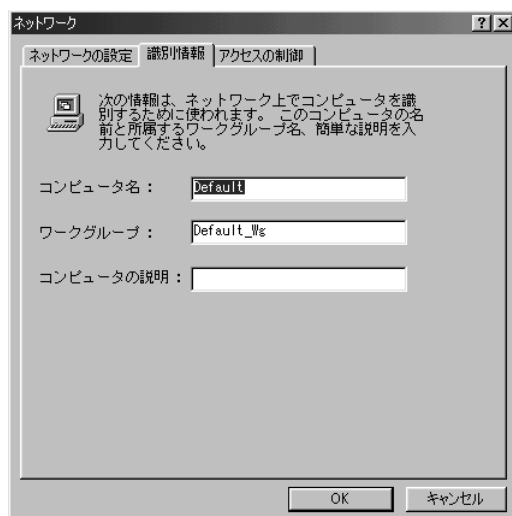 ネットワーク
ネットワークの設定 識別情報 アクセスの制御
次の情報は、ネットワーク上でコンピュータを識
別するために使われます。 このコンピュータの名
前と所属するワークグループ名、簡単な説明を入
力してください。
コンピュータ名： Default
ワークグループ： Default_Wg
コンピュータの説明：
OK キャンセル